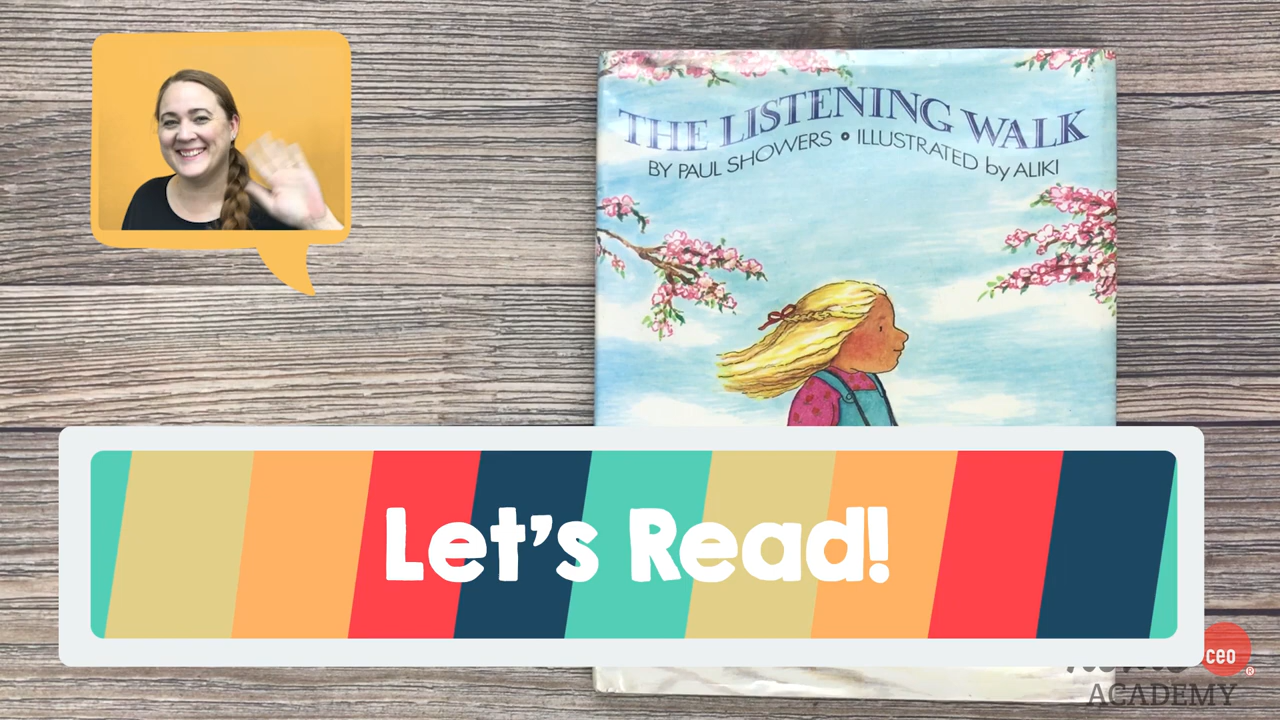 THE LISTENING WALK
BY PAUL SHOWERS • ILLUSTRATED by ALIKI
Let's Read!
ceo
®
ACADEMY